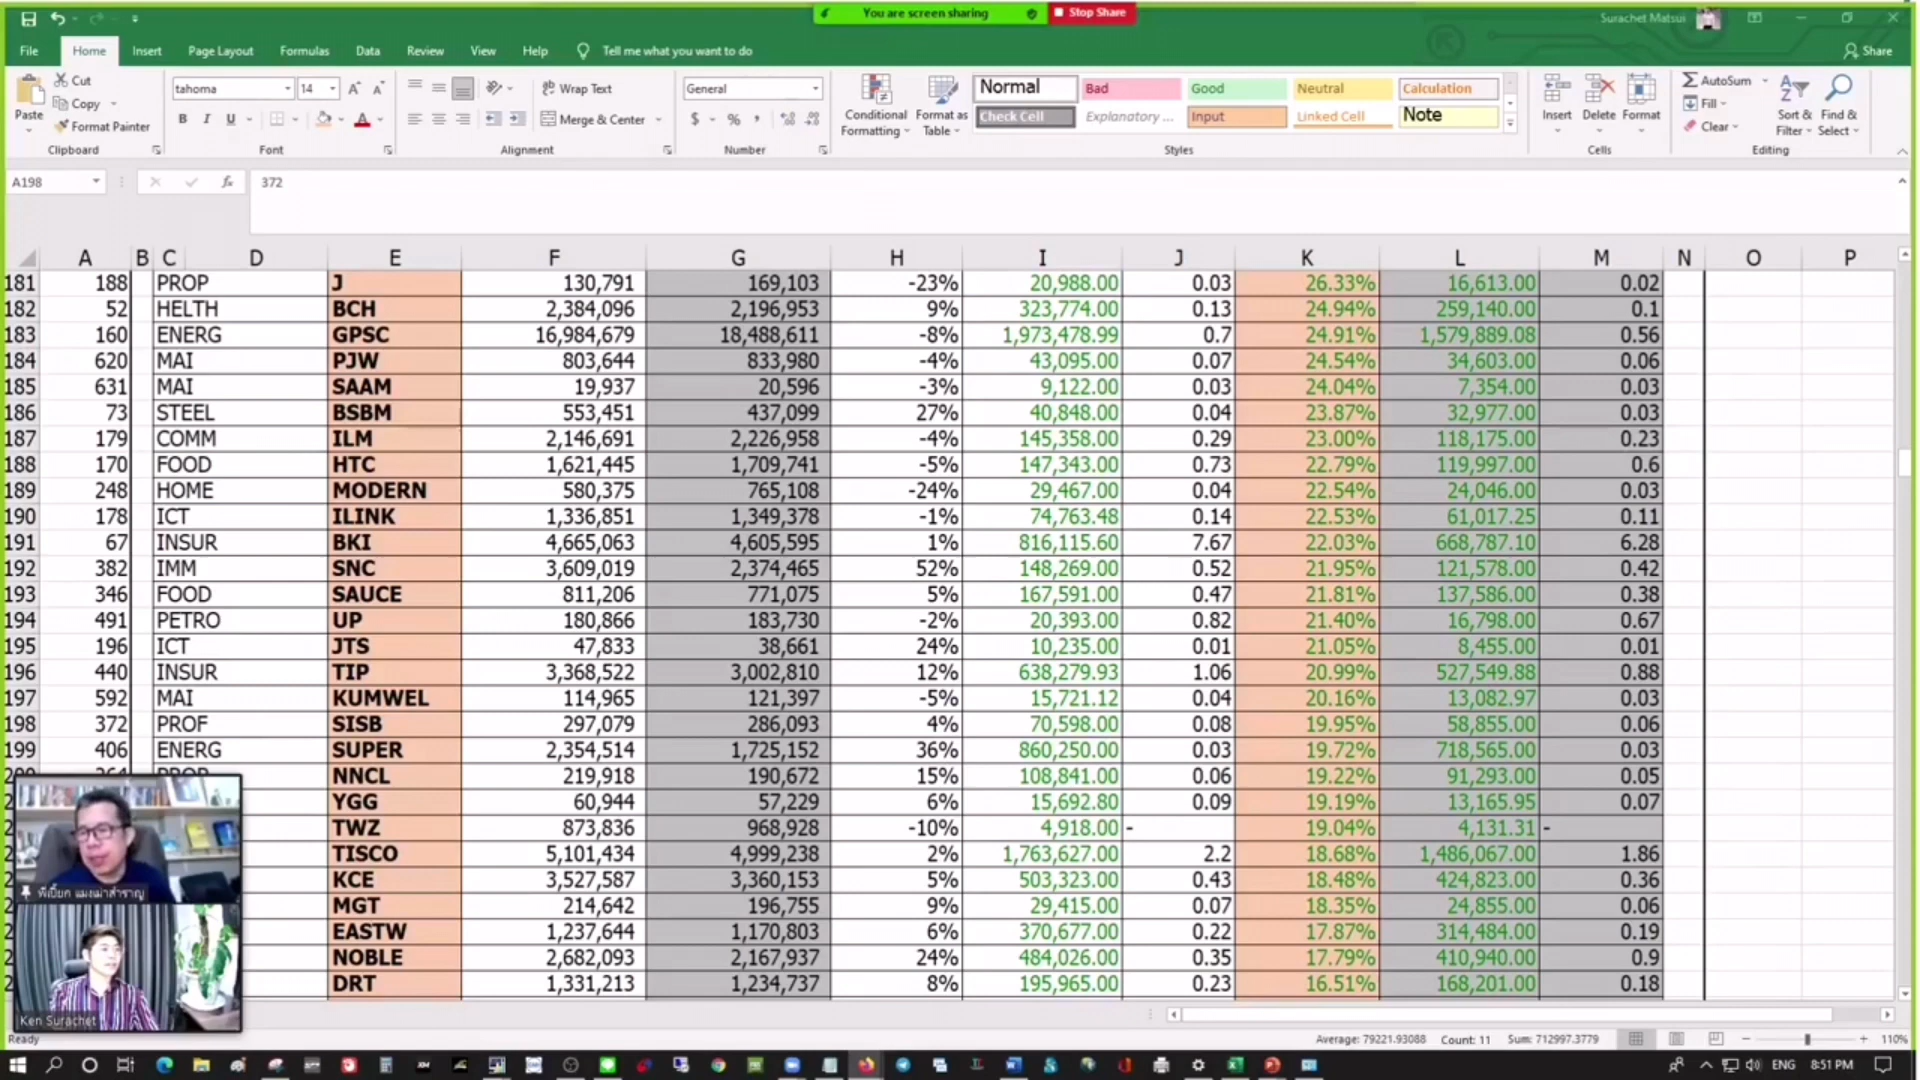 You are screen sharing Stop Share
Surachet Matsui
File Home Insert Page Layout Formulas Data Review View Help Tell me what you want to do Share
Paste Cut Copy Format Painter
Clipboard
tahoma 14
B I U A
Font
Wrap Text
Merge & Center
Alignment
General
$ % ,
Number
Conditional Formatting
Format as Table
Normal Bad Good Neutral Calculation
Check Cell Explanatory ... Input Linked Cell Note
Styles
Insert Delete Format
Cells
AutoSum
Fill
Clear
Sort & Filter
Find & Select
Editing
A198 fx 372
A B C D E F G H I J K L M N O P
181 188 PROP J 130,791 169,103 -23% 20,988.00 0.03 26.33% 16,613.00 0.02
182 52 HELTH BCH 2,384,096 2,196,953 9% 323,774.00 0.13 24.94% 259,140.00 0.1
183 160 ENERG GPSC 16,984,679 18,488,611 -8% 1,973,478.99 0.7 24.91% 1,579,889.08 0.56
184 620 MAI PJW 803,644 833,980 -4% 43,095.00 0.07 24.54% 34,603.00 0.06
185 631 MAI SAAM 19,937 20,596 -3% 9,122.00 0.03 24.04% 7,354.00 0.03
186 73 STEEL BSBM 553,451 437,099 27% 40,848.00 0.04 23.87% 32,977.00 0.03
187 179 COMM ILM 2,146,691 2,226,958 -4% 145,358.00 0.29 23.00% 118,175.00 0.23
188 170 FOOD HTC 1,621,445 1,709,741 -5% 147,343.00 0.73 22.79% 119,997.00 0.6
189 248 HOME MODERN 580,375 765,108 -24% 29,467.00 0.04 22.54% 24,046.00 0.03
190 178 ICT ILINK 1,336,851 1,349,378 -1% 74,763.48 0.14 22.53% 61,017.25 0.11
191 67 INSUR BKI 4,665,063 4,605,595 1% 816,115.60 7.67 22.03% 668,787.10 6.28
192 382 IMM SNC 3,609,019 2,374,465 52% 148,269.00 0.52 21.95% 121,578.00 0.42
193 346 FOOD SAUCE 811,206 771,075 5% 167,591.00 0.47 21.81% 137,586.00 0.38
194 491 PETRO UP 180,866 183,730 -2% 20,393.00 0.82 21.40% 16,798.00 0.67
195 196 ICT JTS 47,833 38,661 24% 10,235.00 0.01 21.05% 8,455.00 0.01
196 440 INSUR TIP 3,368,522 3,002,810 12% 638,279.93 1.06 20.99% 527,549.88 0.88
197 592 MAI KUMWEL 114,965 121,397 -5% 15,721.12 0.04 20.16% 13,082.97 0.03
198 372 PROF SISB 297,079 286,093 4% 70,598.00 0.08 19.95% 58,855.00 0.06
199 406 ENERG SUPER 2,354,514 1,725,152 36% 860,250.00 0.03 19.72% 718,565.00 0.03
NNCL 219,918 190,672 15% 108,841.00 0.06 19.22% 91,293.00 0.05
YGG 60,944 57,229 6% 15,692.80 0.09 19.19% 13,165.95 0.07
TWZ 873,836 968,928 -10% 4,918.00 - 19.04% 4,131.31 -
TISCO 5,101,434 4,999,238 2% 1,763,627.00 2.2 18.68% 1,486,067.00 1.86
KCE 3,527,587 3,360,153 5% 503,323.00 0.43 18.48% 424,823.00 0.36
MGT 214,642 196,755 9% 29,415.00 0.07 18.35% 24,855.00 0.06
EASTW 1,237,644 1,170,803 6% 370,677.00 0.22 17.87% 314,484.00 0.19
NOBLE 2,682,093 2,167,937 24% 484,026.00 0.35 17.79% 410,940.00 0.9
DRT 1,331,213 1,234,737 8% 195,965.00 0.23 16.51% 168,201.00 0.18
พี่เปี๊ยก แมงเม่าสำราญ
Ken Surachet
Ready Average: 79221.93088 Count: 11 Sum: 712997.3779 110%
ENG 8:51 PM